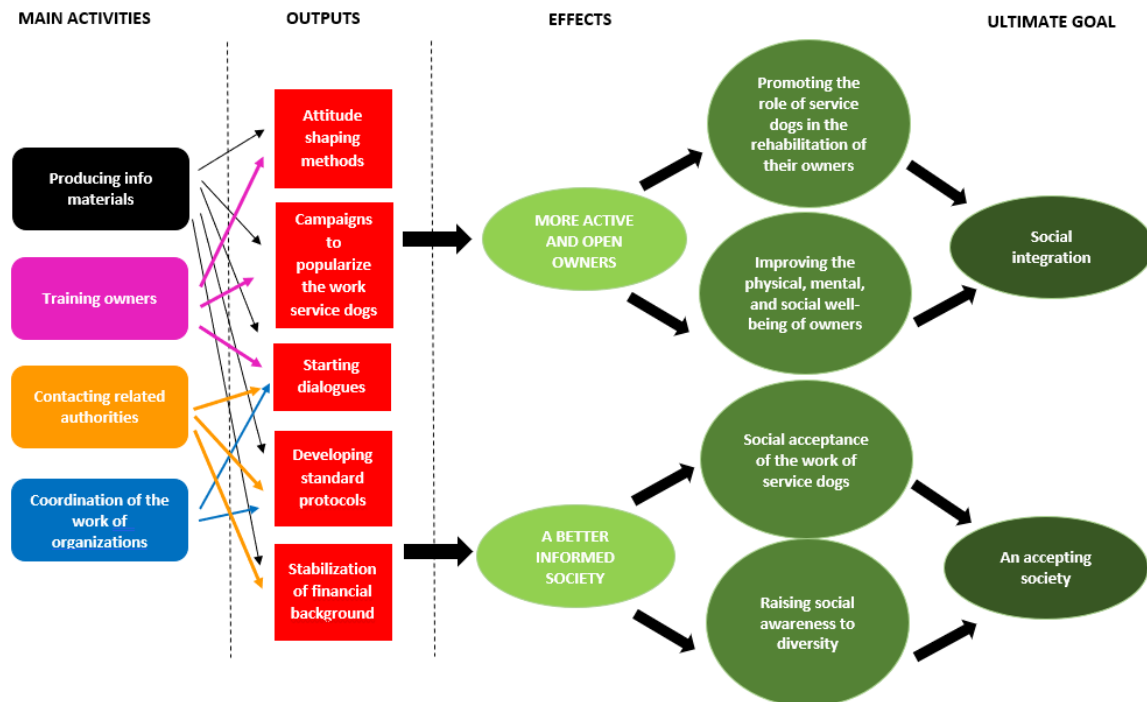 MAIN ACTIVITIES
OUTPUTS
EFFECTS
ULTIMATE GOAL
Producing info
materials
Training owners
Contacting related
authorities
Coordination of the
work of
organizations
Attitude
shaping
methods
Campaigns
to
popularize
the work
service dogs
Starting
dialogues
Developing
standard
protocols
Stabilization
of financial
background
MORE ACTIVE
AND OPEN
OWNERS
A BETTER
INFORMED
SOCIETY
Promoting the
role of service
dogs in the
rehabilitation of
their owners
Improving the
physical, mental,
and social well-
being of owners
Social acceptance
of the work of
service dogs
Raising social
awareness to
diversity
Social
integration
An accepting
society